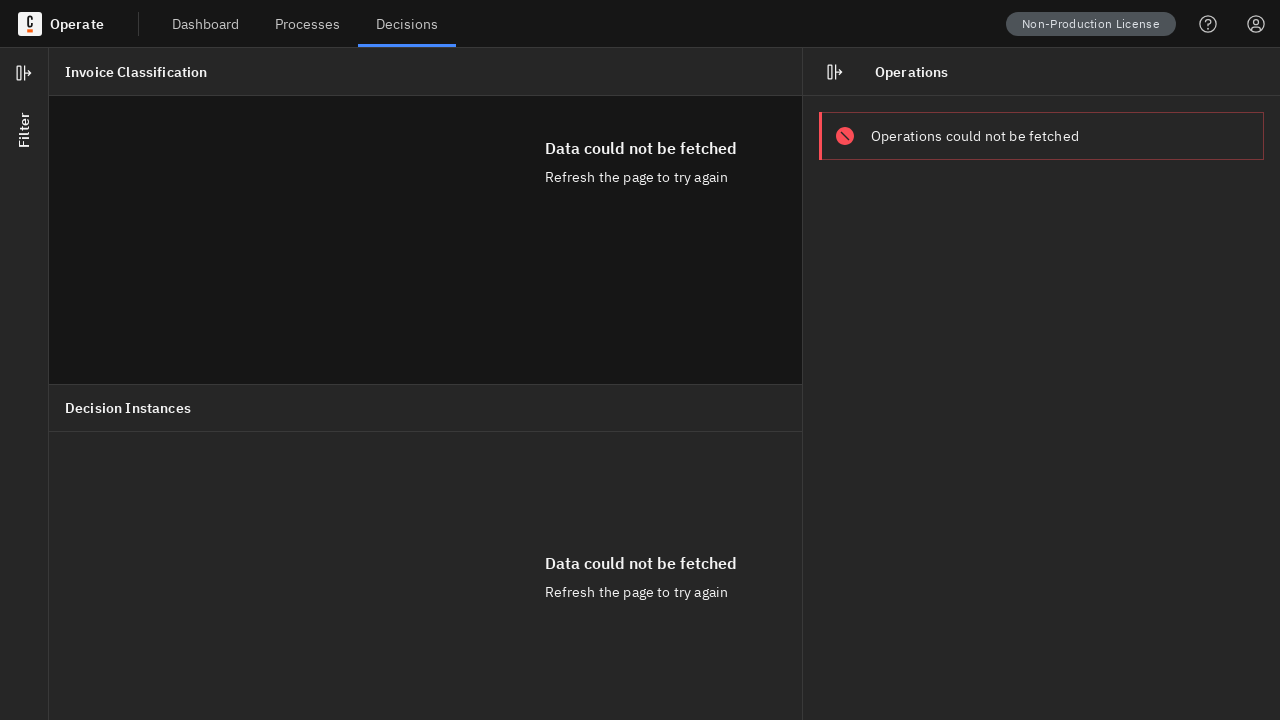 Operate
Dashboard
Processes
Decisions
Non-Production License
Filter
Invoice Classification
Data could not be fetched
Refresh the page to try again
Decision Instances
Data could not be fetched
Refresh the page to try again
Operations
Operations could not be fetched